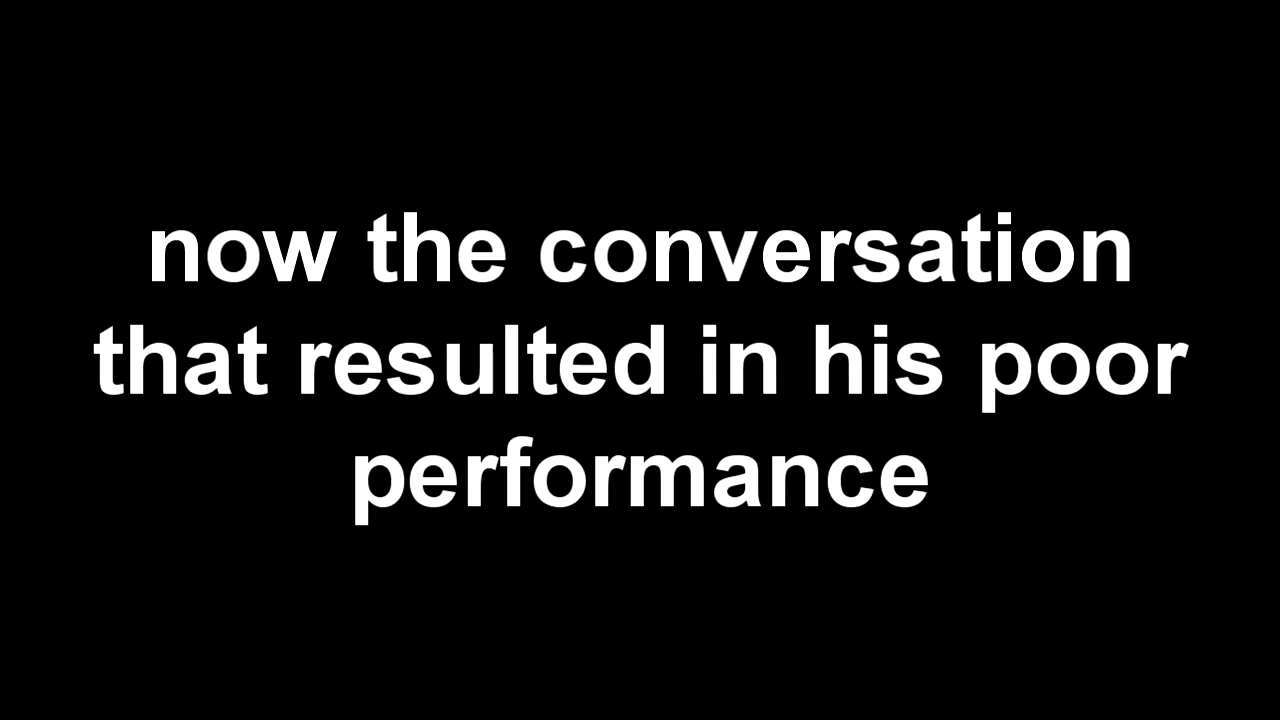 now the conversation
that resulted in his poor
performance